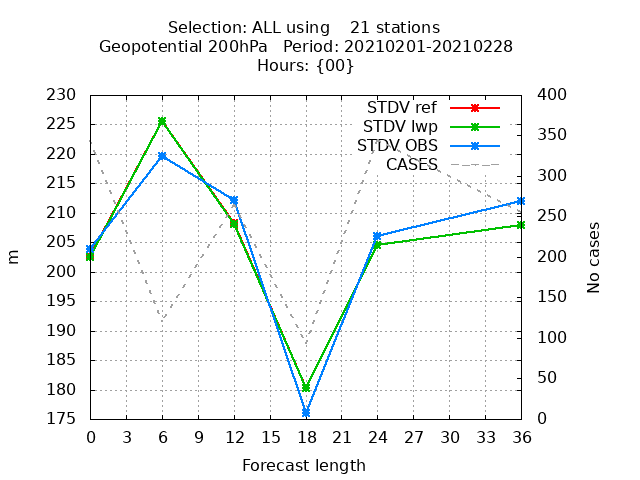 Selection: ALL using    21 stations
Geopotential 200hPa   Period: 20210201-20210228
Hours: {00}
230
225
220
215
210
205
200
195
190
185
180
175
m
400
350
300
250
200
150
100
50
0
No cases
STDV ref
STDV lwp
STDV OBS
CASES
0 3 6 9 12 15 18 21 24 27 30 33 36
Forecast length